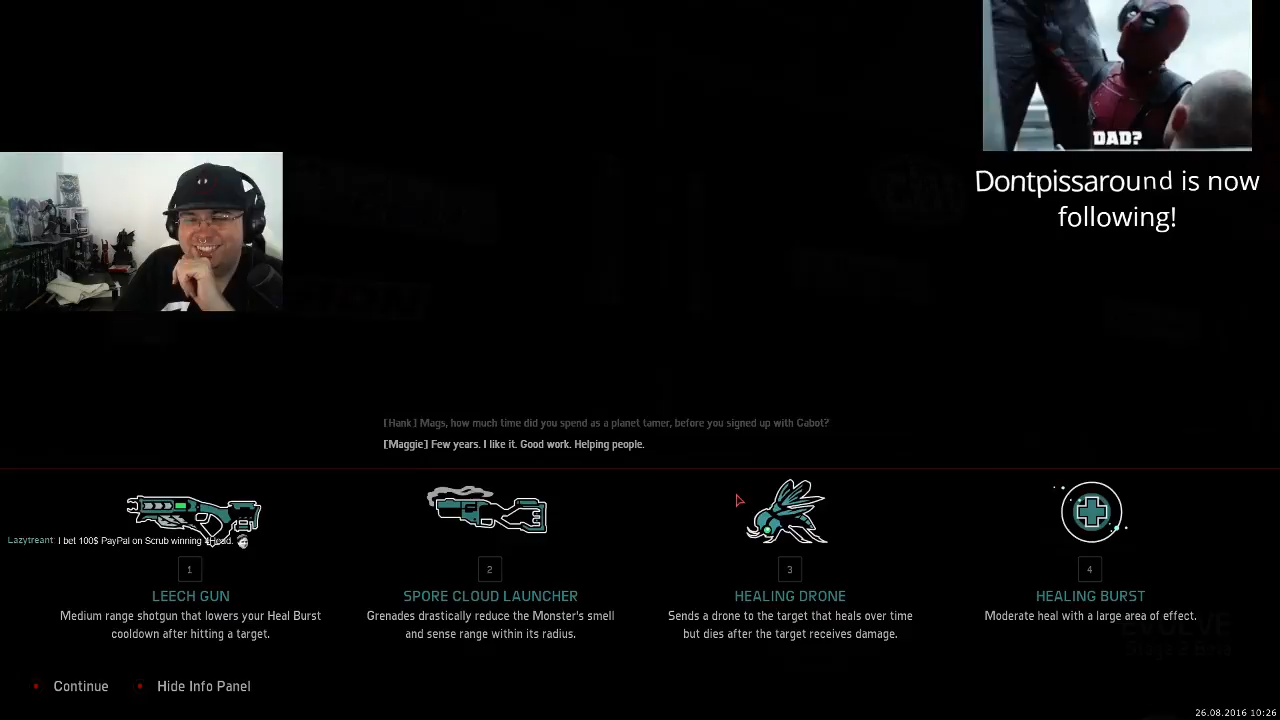 DAD?
Dontpissaround is now
following!
[Hank] Mags, how much time did you spend as a planet tamer, before you signed up with Cabot?
[Maggie] Few years. I like it. Good work. Helping people.
Lazytreant: I bet 100$ PayPal on Scrub winning 4Head.
1
2
3
4
LEECH GUN
SPORE CLOUD LAUNCHER
HEALING DRONE
HEALING BURST
Medium range shotgun that lowers your Heal Burst
cooldown after hitting a target.
Grenades drastically reduce the Monster's smell
and sense range within its radius.
Sends a drone to the target that heals over time
but dies after the target receives damage.
Moderate heal with a large area of effect.
EVOLVE
Stage 2
Continue
Hide Info Panel
26.08.2016 10:26